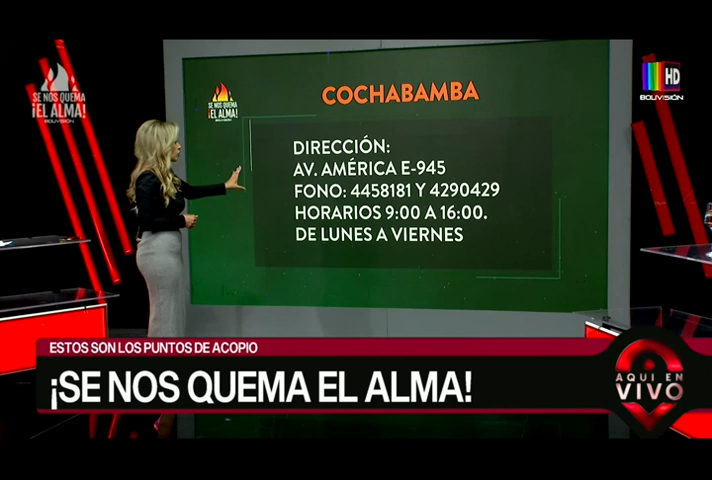 SE NOS QUEMA
¡EL ALMA!
BOLIVISIÓN
SE NOS QUEMA
¡EL ALMA!
COCHABAMBA
HD
BOLIVISIÓN
DIRECCIÓN:
AV. AMÉRICA E-945
FONO: 4458181 Y 4290429
HORARIOS 9:00 A 16:00.
DE LUNES A VIERNES
ESTOS SON LOS PUNTOS DE ACOPIO
¡SE NOS QUEMA EL ALMA!
AQUI EN
VIVO